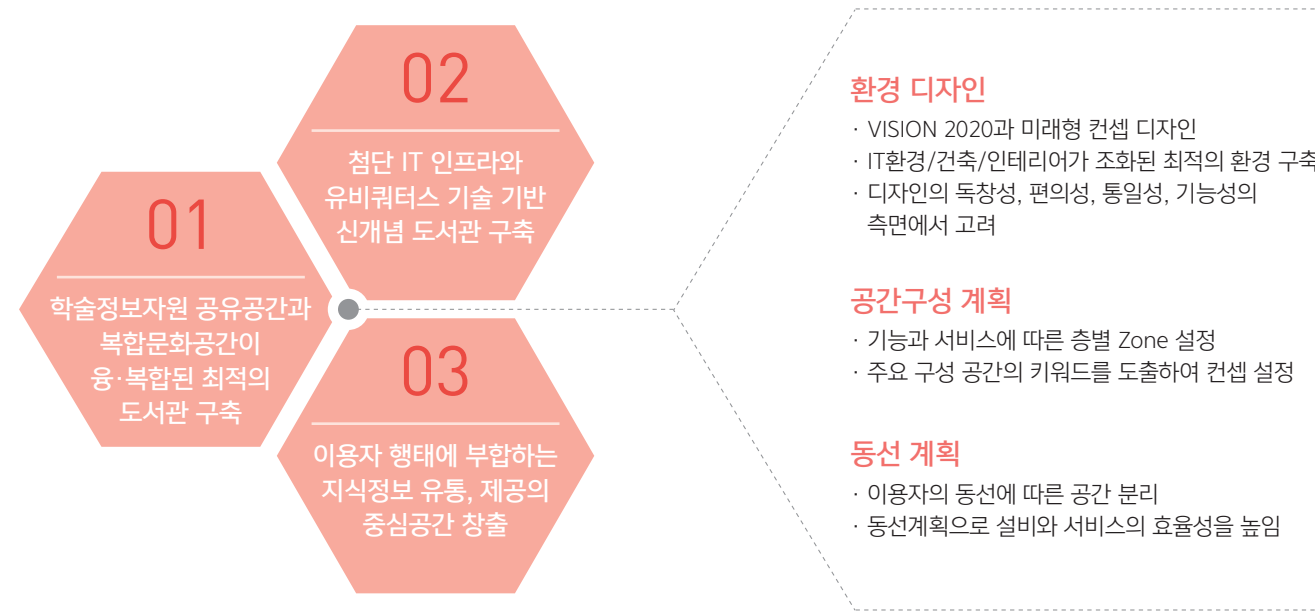 01
학술정보자원 공유공간과
복합문화공간이
융·복합된 최적의
도서관 구축
02
첨단 IT 인프라와
유비쿼터스 기술 기반
신개념 도서관 구축
03
이용자 행태에 부합하는
지식정보 유통, 제공의
중심공간 창출
환경 디자인
· VISION 2020과 미래형 컨셉 디자인
· IT환경/건축/인테리어가 조화된 최적의 환경 구축
· 디자인의 독창성, 편의성, 통일성, 기능성의
측면에서 고려
공간구성 계획
· 기능과 서비스에 따른 층별 Zone 설정
· 주요 구성 공간의 키워드를 도출하여 컨셉 설정
동선 계획
· 이용자의 동선에 따른 공간 분리
· 동선계획으로 설비와 서비스의 효율성을 높임